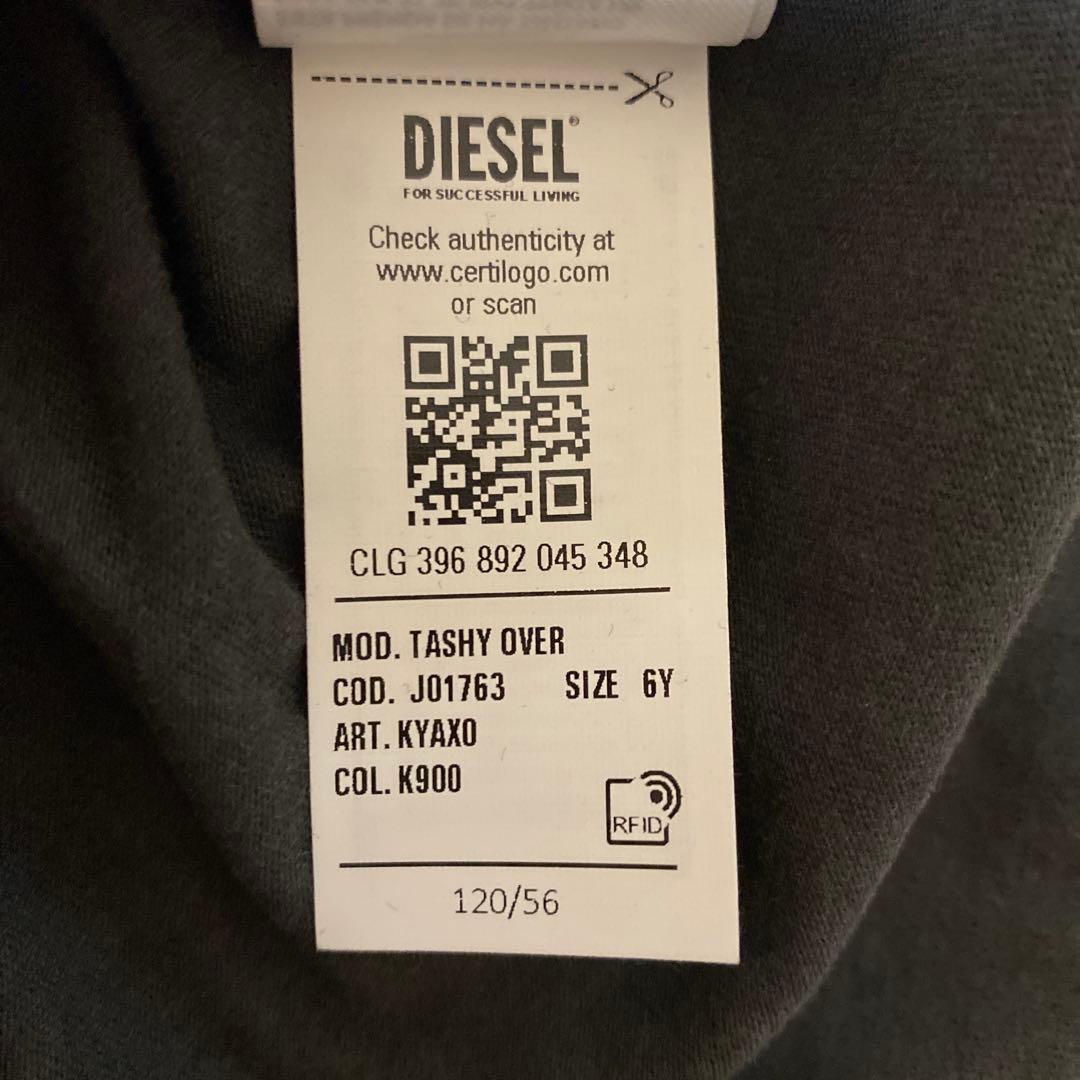 DIESEL®
FOR SUCCESSFUL LIVING
Check authenticity at
www.certilogo.com
or scan
CLG 396 892 045 348
MOD. TASHY OVER
COD. J01763 SIZE 6Y
ART. KYAX0
COL. K900
RFID
120/56